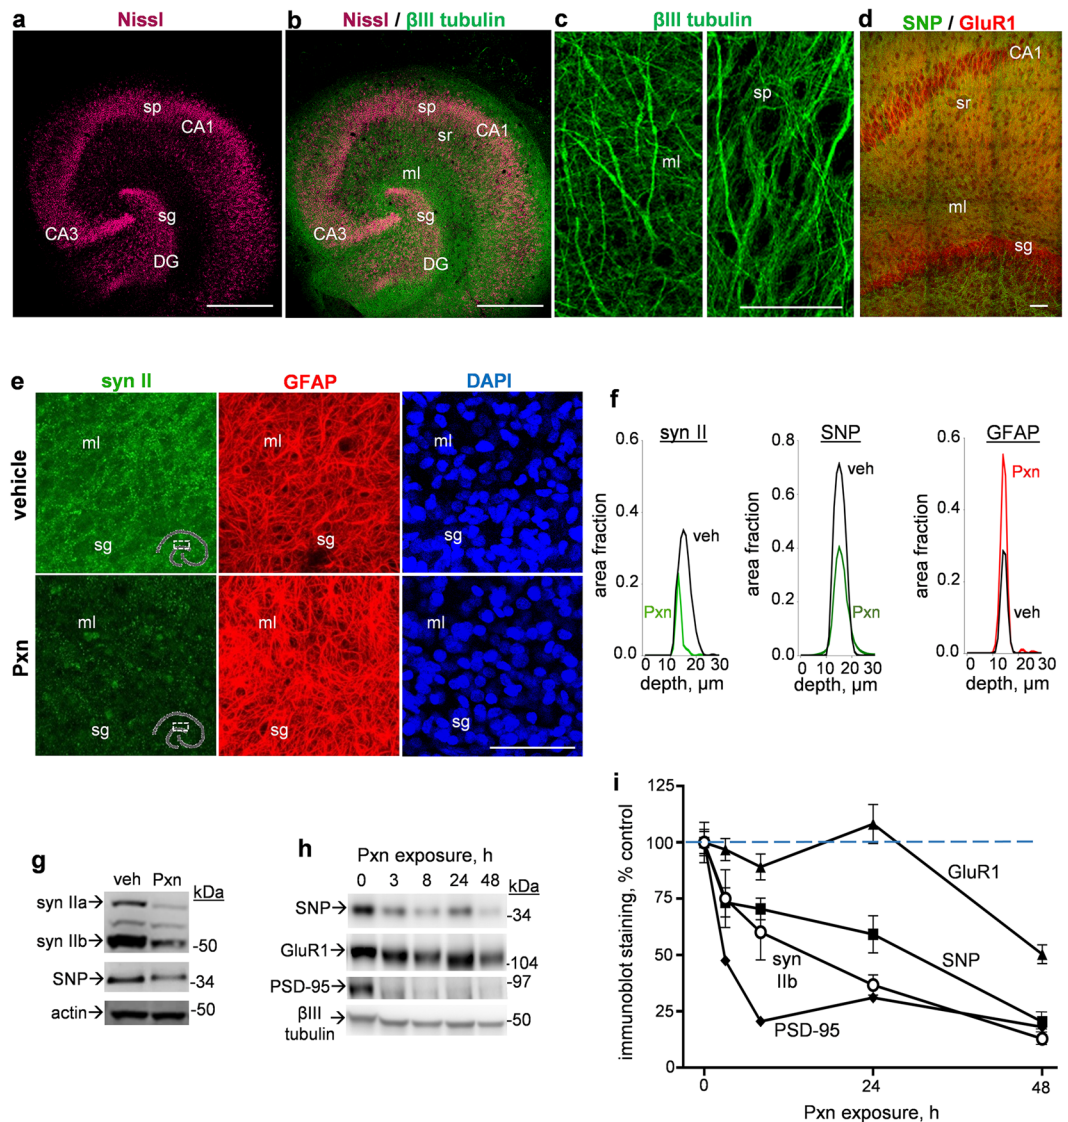 a
Nissl
sp
CA1
sg
CA3
DG
b
Nissl / βIII tubulin
sp
CA1
sr
ml
sg
CA3
DG
c
βIII tubulin
ml
sp
d
SNP / GluR1
CA1
sr
ml
sg
e
syn II
GFAP
DAPI
vehicle
ml
sg
ml
sg
ml
sg
Pxn
ml
sg
ml
sg
ml
sg
f
syn II
area fraction
0.6
0.4
0.2
0.0
veh
Pxn
0 10 20 30
depth, µm
SNP
area fraction
0.8
0.6
0.4
0.2
0.0
veh
Pxn
0 10 20 30
depth, µm
GFAP
area fraction
0.6
0.4
0.2
0.0
Pxn
veh
0 10 20 30
depth, µm
g
veh Pxn
kDa
syn IIa→
syn IIb→
-50
SNP→
-34
actin→
-50
h
Pxn exposure, h
0 3 8 24 48
kDa
SNP→
-34
GluR1→
-104
PSD-95→
-97
βIII
tubulin
→
-50
i
immunoblot staining, % control
125
100
75
50
25
0
GluR1
SNP
syn
IIb
PSD-95
0 24 48
Pxn exposure, h